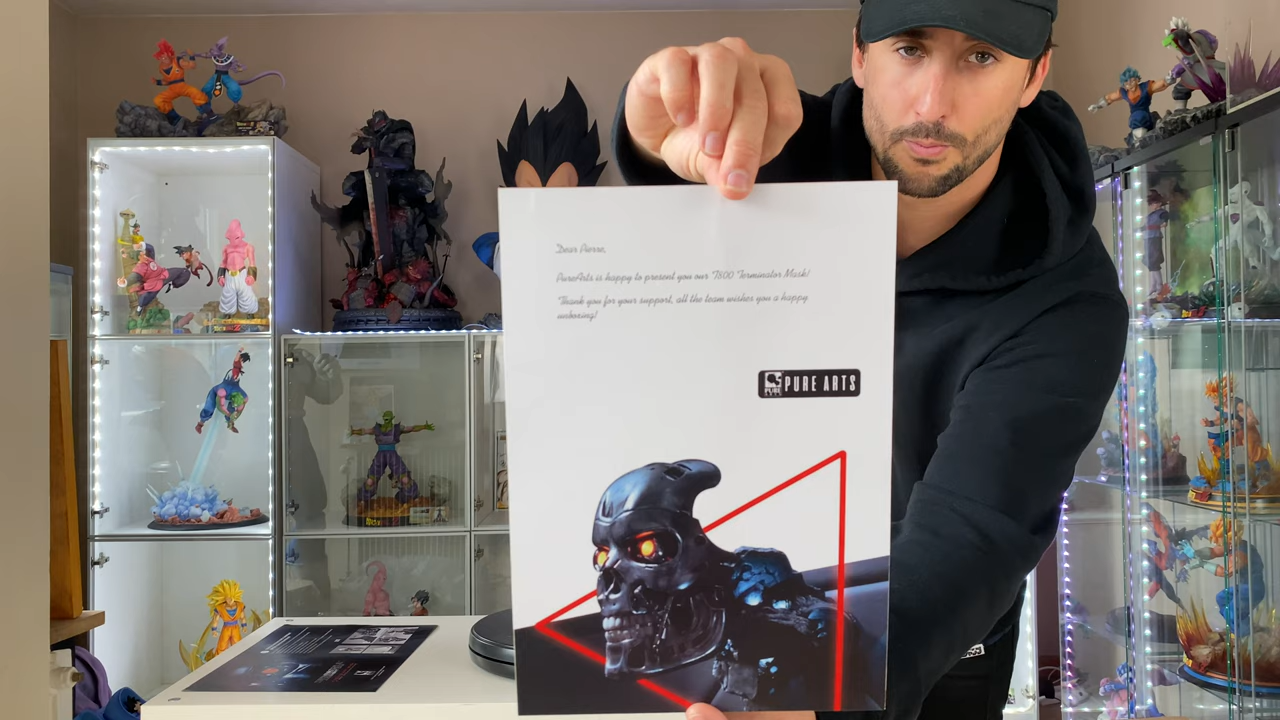 Dear Pierre,
PureArts is happy to present you our T800 Terminator Mask!
Thank you for your support, all the team wishes you a happy
unboxing!
PURE ARTS